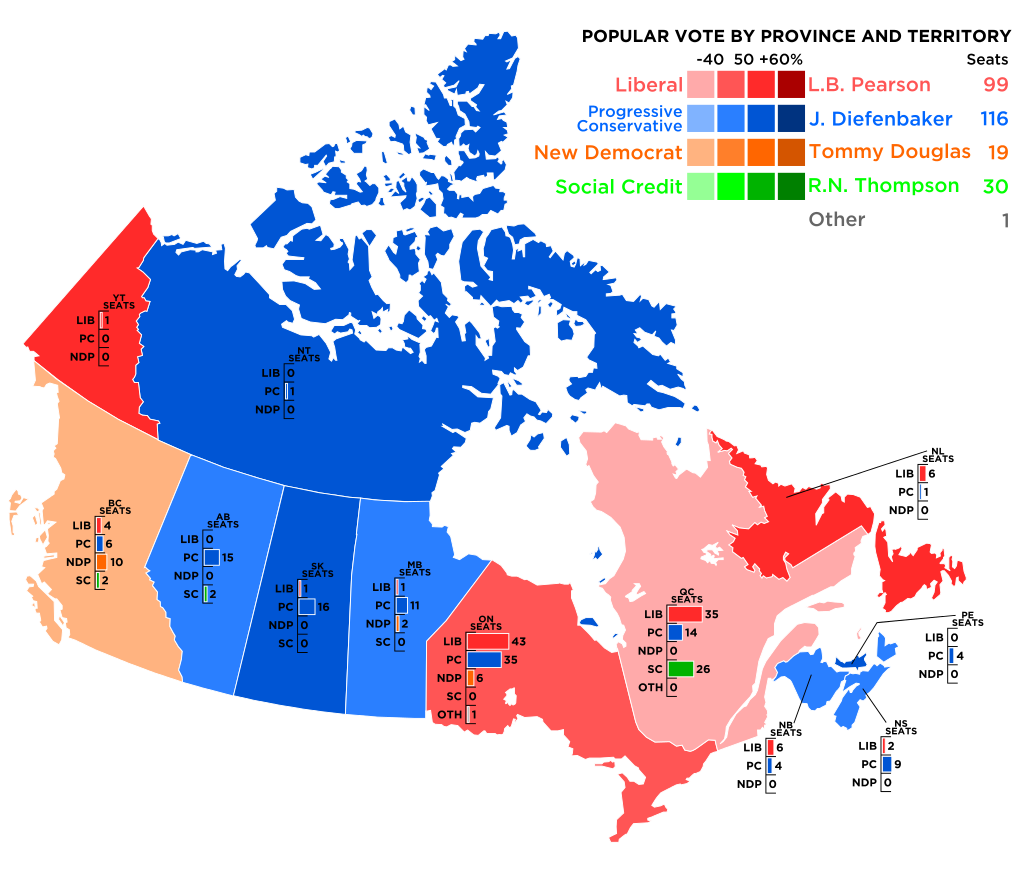 POPULAR VOTE BY PROVINCE AND TERRITORY
-40 50 +60% Seats
Liberal L.B. Pearson 99
Progressive
Conservative J. Diefenbaker 116
New Democrat Tommy Douglas 19
Social Credit R.N. Thompson 30
Other 1
YT
SEATS
LIB 1
PC 0
NDP 0
NT
SEATS
LIB 0
PC 1
NDP 0
NL
SEATS
LIB 6
PC 1
NDP 0
BC
SEATS
LIB 4
PC 6
NDP 10
SC 2
AB
SEATS
LIB 0
PC 15
NDP 0
SC 2
SK
SEATS
LIB 1
PC 16
NDP 0
SC 0
MB
SEATS
LIB 1
PC 11
NDP 2
SC 0
ON
SEATS
LIB 43
PC 35
NDP 6
SC 0
OTH 1
QC
SEATS
LIB 35
PC 14
NDP 0
SC 26
OTH 0
PE
SEATS
LIB 0
PC 4
NDP 0
NB
SEATS
LIB 6
PC 4
NDP 0
NS
SEATS
LIB 2
PC 9
NDP 0